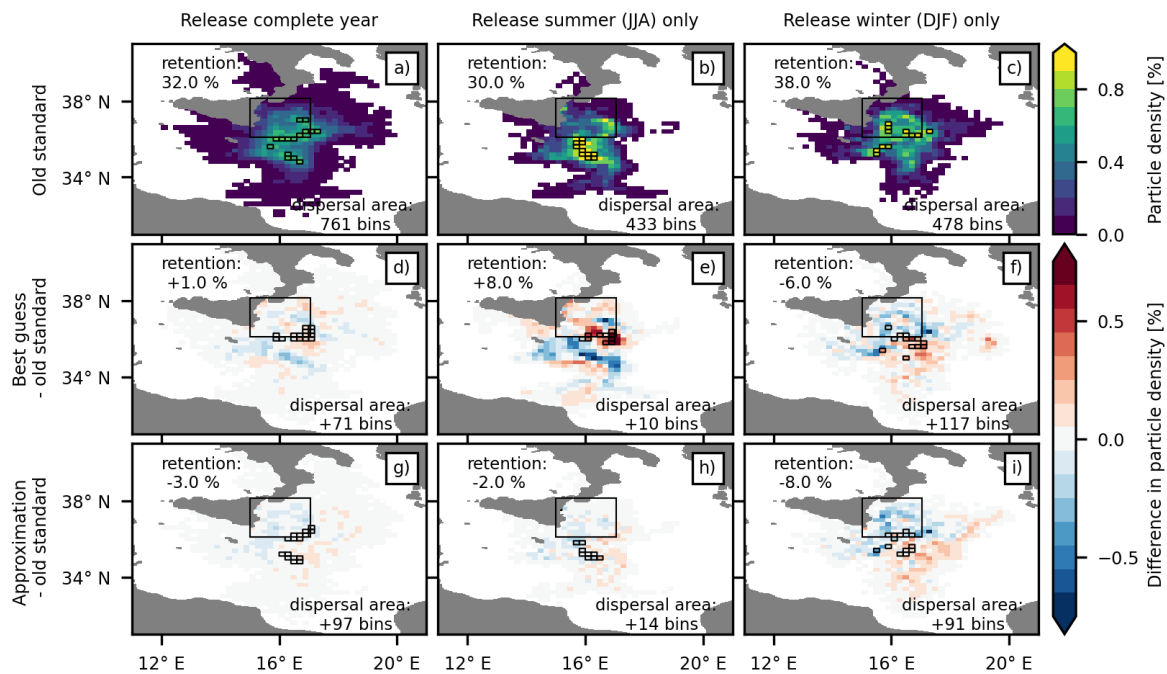 Release complete year
Release summer (JJA) only
Release winter (DJF) only
Old standard
38° N
34° N
retention:
32.0 %
a)
dispersal area:
761 bins
retention:
30.0 %
b)
dispersal area:
433 bins
retention:
38.0 %
c)
dispersal area:
478 bins
0.8
0.4
0.0
Particle density [%]
Best guess
- old standard
38° N
34° N
retention:
+1.0 %
d)
dispersal area:
+71 bins
retention:
+8.0 %
e)
dispersal area:
+10 bins
retention:
-6.0 %
f)
dispersal area:
+117 bins
Approximation
- old standard
38° N
34° N
retention:
-3.0 %
g)
dispersal area:
+97 bins
retention:
-2.0 %
h)
dispersal area:
+14 bins
retention:
-8.0 %
i)
dispersal area:
+91 bins
0.5
0.0
−0.5
Difference in particle density [%]
12° E
16° E
20° E
12° E
16° E
20° E
12° E
16° E
20° E